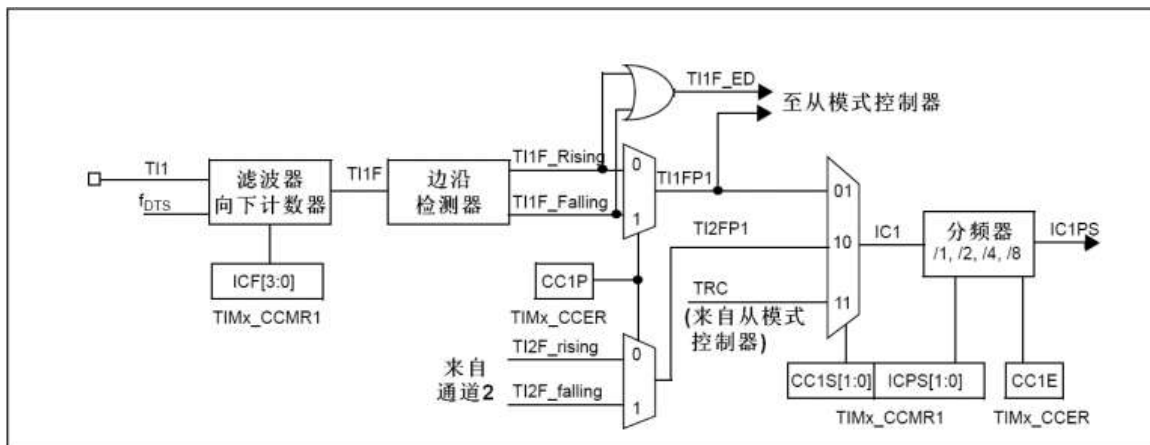 TI1F_ED
至从模式控制器
TI1
f_DTS
滤波器
向下计数器
TI1F
边沿
检测器
TI1F_Rising
TI1F_Falling
0
1
TI1FP1
TI2FP1
TRC
(来自从模式
控制器)
01
10
11
IC1
分频器
/1, /2, /4, /8
IC1PS
ICF[3:0]
TIMx_CCMR1
CC1P
TIMx_CCER
来自
通道2
TI2F_rising
TI2F_falling
0
1
CC1S[1:0]
ICPS[1:0]
TIMx_CCMR1
CC1E
TIMx_CCER